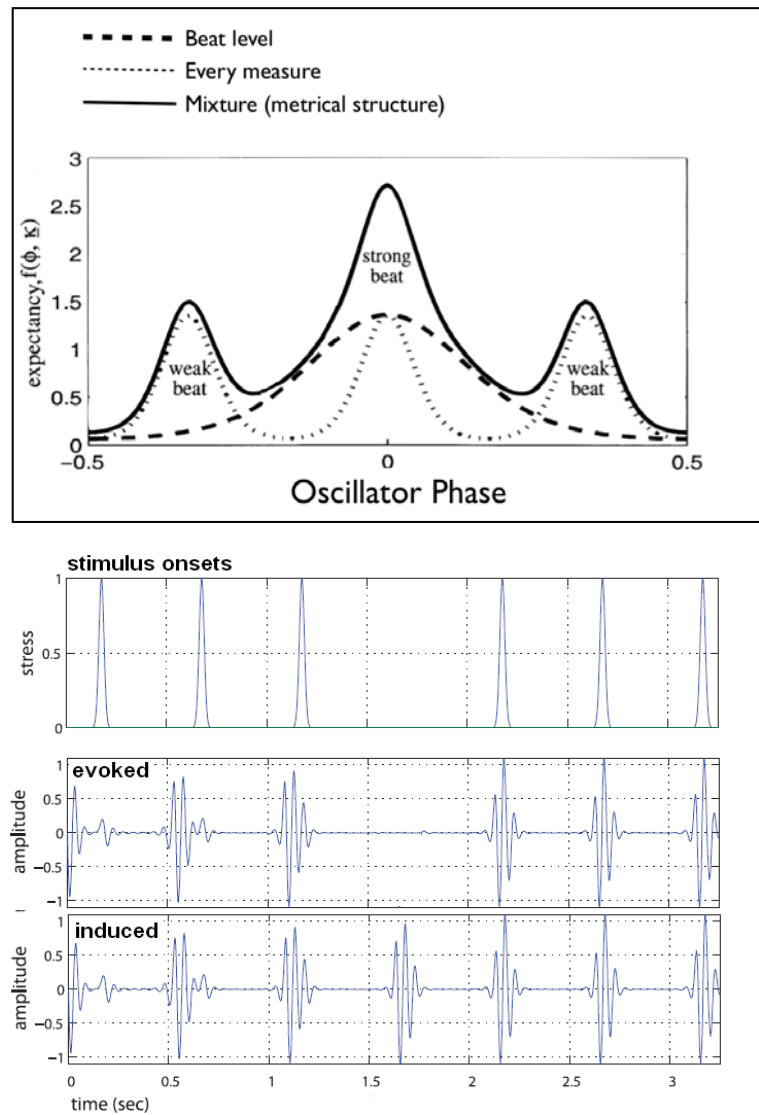 Beat level
Every measure
Mixture (metrical structure)
3
2.5
2
1.5
1
0.5
0
expectancy, f(ϕ, κ)
strong
beat
weak
beat
weak
beat
−0.5
0
0.5
Oscillator Phase
stimulus onsets
1
0.5
0
stress
evoked
1
0.5
0
−0.5
−1
amplitude
induced
1
0.5
0
−0.5
−1
amplitude
0
0.5
1
1.5
2
2.5
3
time (sec)